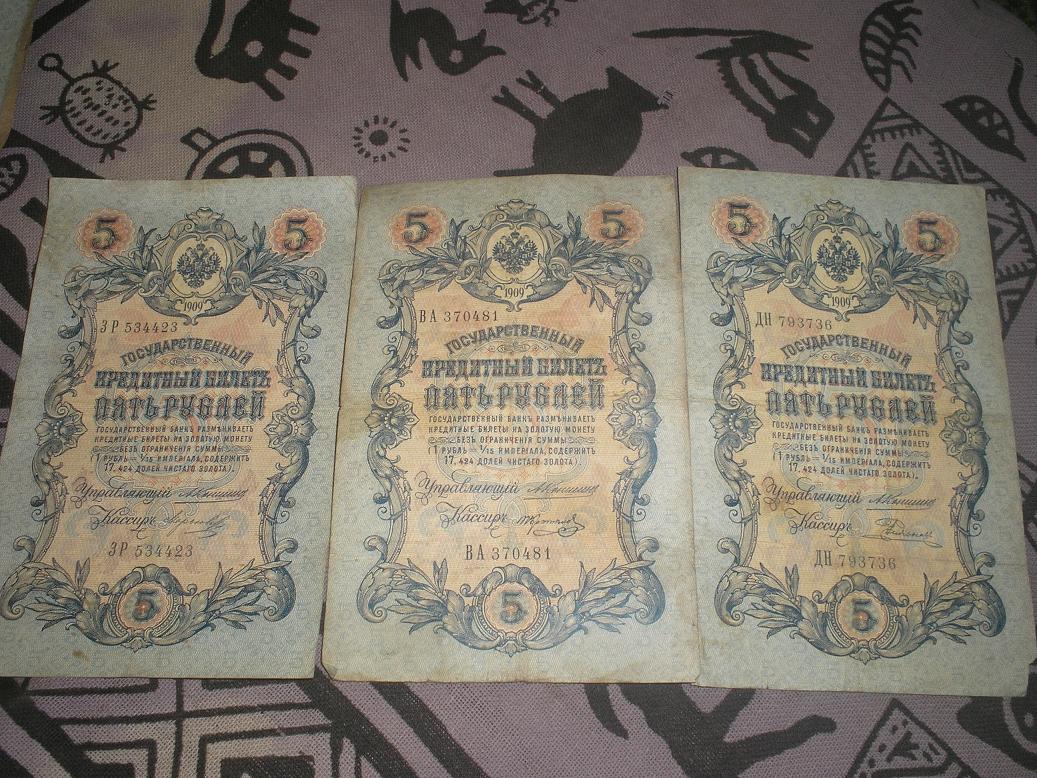 5 5
1909
ЗР 534423
ГОСУДАРСТВЕННЫЙ
КРЕДИТНЫЙ БИЛЕТЪ
ПЯТЬ РУБЛЕЙ
ГОСУДАРСТВЕННЫЙ БАНКЪ РАЗМѢНИВАЕТЪ
КРЕДИТНЫЕ БИЛЕТЫ НА ЗОЛОТУЮ МОНЕТУ
БЕЗЪ ОГРАНИЧЕНІЯ СУММЫ
(1 РУБЛЬ = 1/15 ИМПЕРІАЛА, СОДЕРЖИТЪ
17,424 ДОЛЕЙ ЧИСТАГО ЗОЛОТА).
Управляющій
Кассиръ
ЗР 534423
5
5 5
1909
ВА 370481
ГОСУДАРСТВЕННЫЙ
КРЕДИТНЫЙ БИЛЕТЪ
ПЯТЬ РУБЛЕЙ
ГОСУДАРСТВЕННЫЙ БАНКЪ РАЗМѢНИВАЕТЪ
КРЕДИТНЫЕ БИЛЕТЫ НА ЗОЛОТУЮ МОНЕТУ
БЕЗЪ ОГРАНИЧЕНІЯ СУММЫ
(1 РУБЛЬ = 1/15 ИМПЕРІАЛА, СОДЕРЖИТЪ
17,424 ДОЛЕЙ ЧИСТАГО ЗОЛОТА).
Управляющій
Кассиръ
ВА 370481
5
5 5
1909
ДН 793736
ГОСУДАРСТВЕННЫЙ
КРЕДИТНЫЙ БИЛЕТЪ
ПЯТЬ РУБЛЕЙ
ГОСУДАРСТВЕННЫЙ БАНКЪ РАЗМѢНИВАЕТЪ
КРЕДИТНЫЕ БИЛЕТЫ НА ЗОЛОТУЮ МОНЕТУ
БЕЗЪ ОГРАНИЧЕНІЯ СУММЫ
(1 РУБЛЬ = 1/15 ИМПЕРІАЛА, СОДЕРЖИТЪ
17,424 ДОЛЕЙ ЧИСТАГО ЗОЛОТА).
Управляющій
Кассиръ
ДН 793736
5